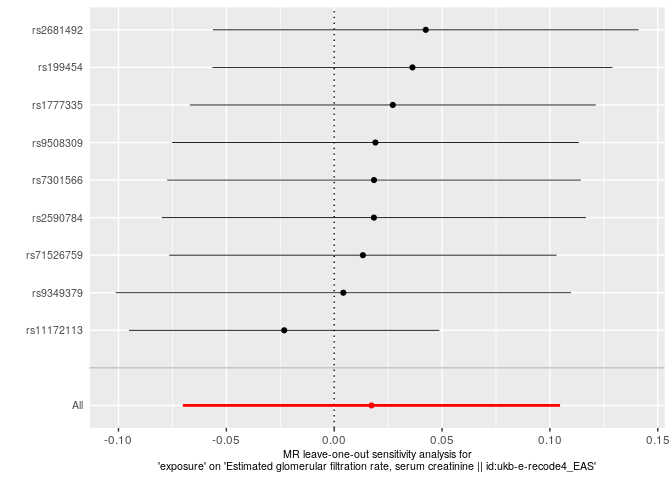 rs2681492
rs199454
rs1777335
rs9508309
rs7301566
rs2590784
rs71526759
rs9349379
rs11172113
All
-0.10 -0.05 0.00 0.05 0.10 0.15
MR leave-one-out sensitivity analysis for
'exposure' on 'Estimated glomerular filtration rate, serum creatinine || id:ukb-e-recode4_EAS'